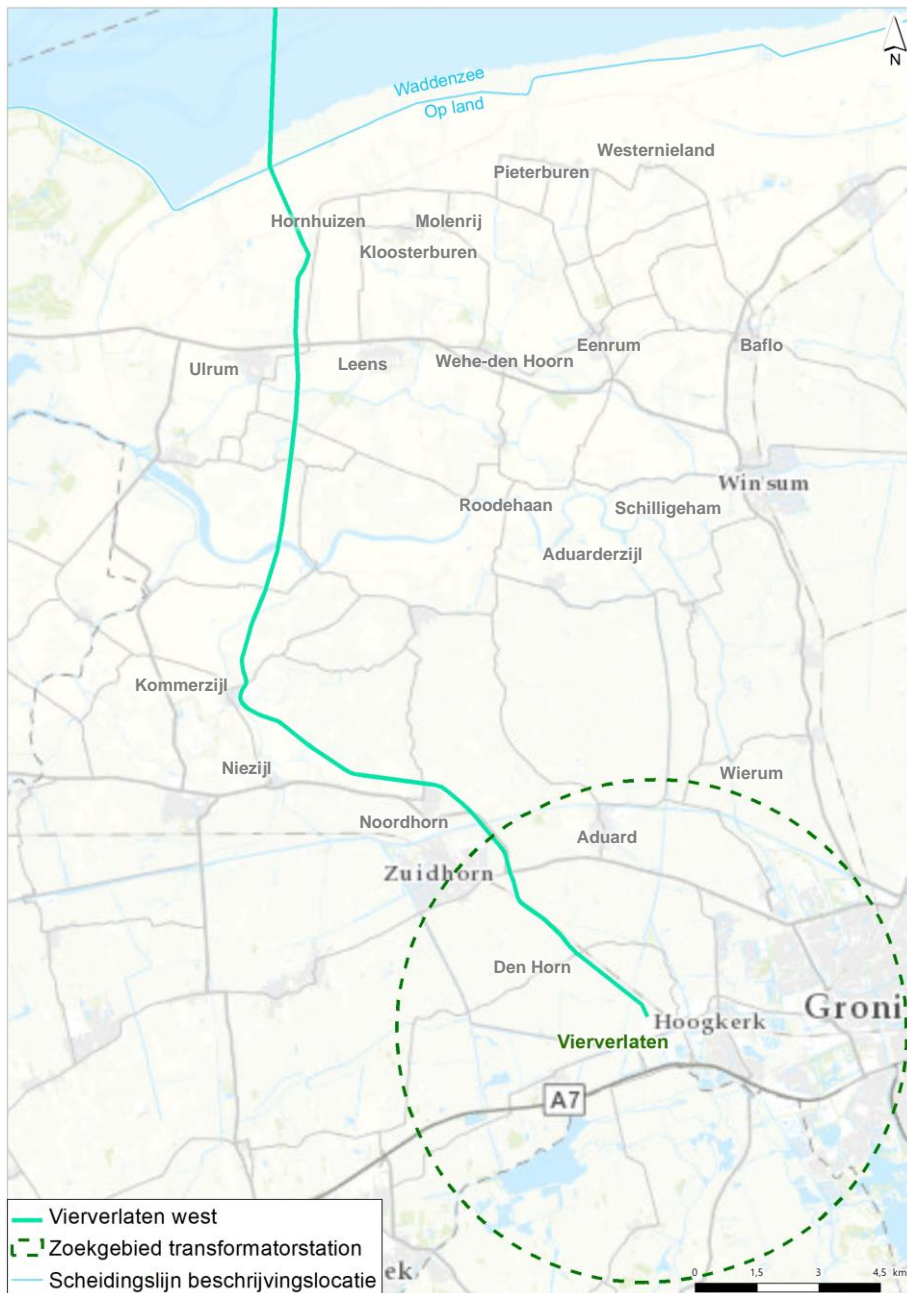 N
Waddenzee
Op land
Westernieland
Pieterburen
Hornhuizen
Molenrij
Kloosterburen
Eenrum
Baflo
Ulrum
Leens
Wehe-den Hoorn
Winsum
Roodehaan
Schilligeham
Aduarderzijl
Kommerzijl
Niezijl
Wierum
Noordhorn
Aduard
Zuidhorn
Den Horn
Groni
Hoogkerk
Vierverlaten
A7
Vierverlaten west
Zoekgebied transformatorstation
Scheidingslijn beschrijvingslocatie
ek
0 1,5 3 4,5 km